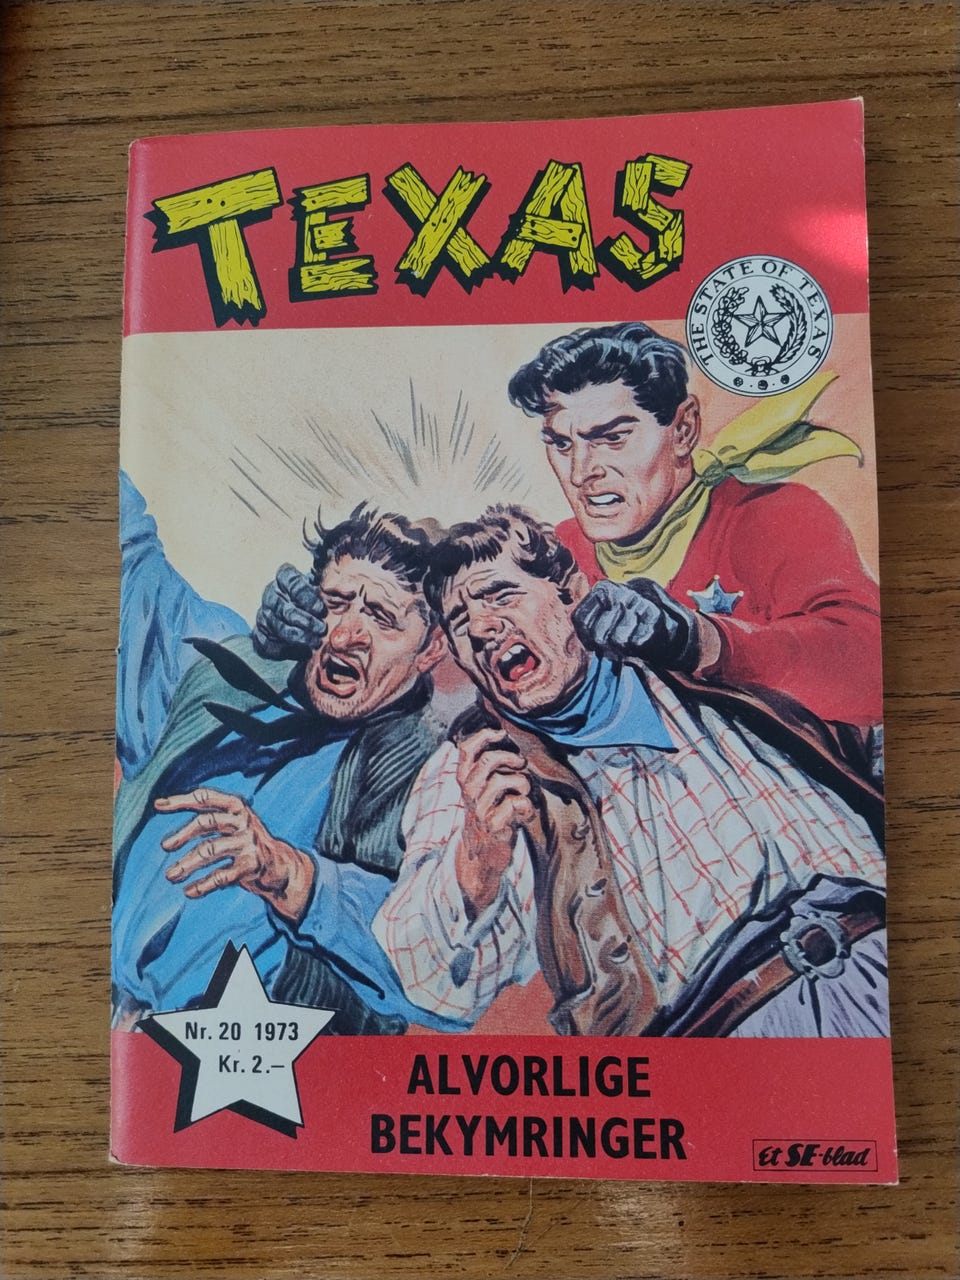 TEXAS
THE STATE OF TEXAS
Nr. 20 1973
Kr. 2.—
ALVORLIGE
BEKYMRINGER
Et SE-blad